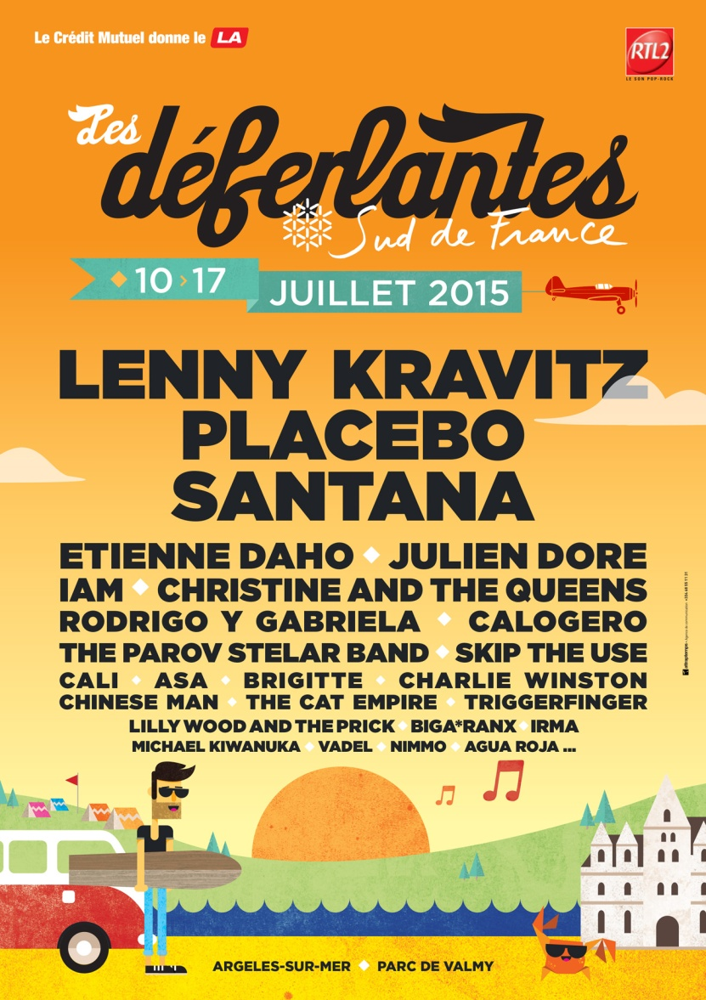 Le Crédit Mutuel donne le LA
RTL2
LE SON POP-ROCK
Les
déferlantes
Sud de France
10 > 17
JUILLET 2015
LENNY KRAVITZ
PLACEBO
SANTANA
ETIENNE DAHO ◆ JULIEN DORE
IAM ◆ CHRISTINE AND THE QUEENS
RODRIGO Y GABRIELA ◆ CALOGERO
THE PAROV STELAR BAND ◆ SKIP THE USE
CALI ◆ ASA ◆ BRIGITTE ◆ CHARLIE WINSTON
CHINESE MAN ◆ THE CAT EMPIRE ◆ TRIGGERFINGER
LILLY WOOD AND THE PRICK ◆ BIGA*RANX ◆ IRMA
MICHAEL KIWANUKA ◆ VADEL ◆ NIMMO ◆ AGUA ROJA ...
ARGELES-SUR-MER ◆ PARC DE VALMY